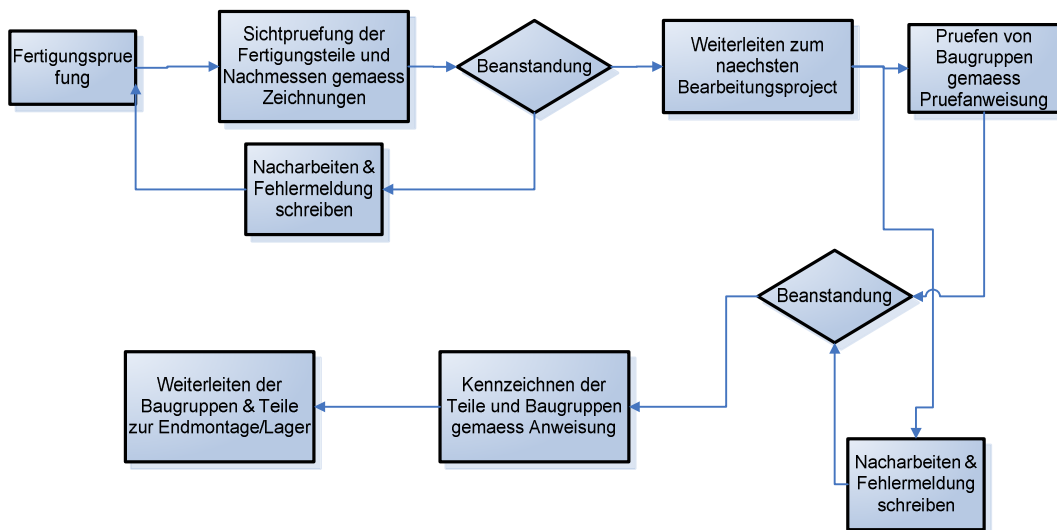 Fertigungsprue
fung
Sichtpruefung der
Fertigungsteile und
Nachmessen gemaess
Zeichnungen
Beanstandung
Weiterleiten zum
naechsten
Bearbeitungsproject
Pruefen von
Baugruppen
gemaess
Pruefanweisung
Nacharbeiten &
Fehlermeldung
schreiben
Beanstandung
Weiterleiten der
Baugruppen & Teile
zur Endmontage/Lager
Kennzeichnen der
Teile und Baugruppen
gemaess Anweisung
Nacharbeiten &
Fehlermeldung
schreiben